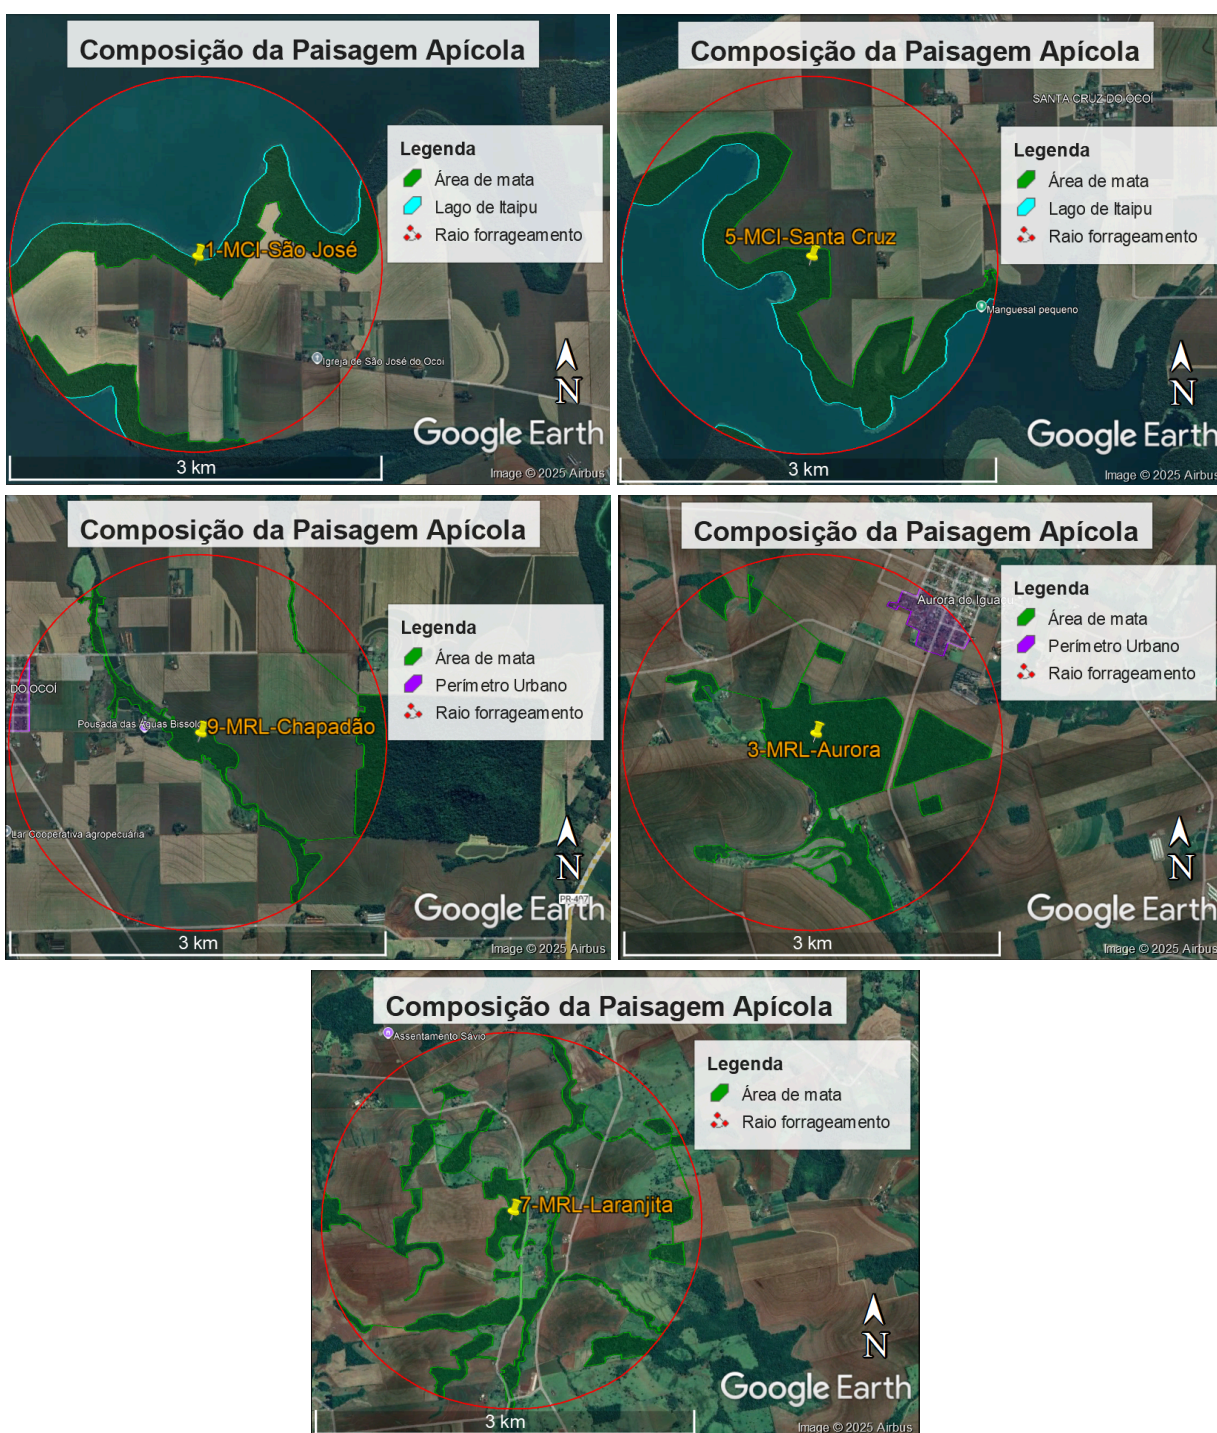 Composição da Paisagem Apícola
Legenda
Área de mata
Lago de Itaipu
Raio forrageamento
1-MCI-São José
Igreja de São José do Ocoi
N
Google Earth
3 km
Image © 2025 Airbus
Composição da Paisagem Apícola
SANTA CRUZ DO OCOÍ
Legenda
Área de mata
Lago de Itaipu
Raio forrageamento
5-MCI-Santa Cruz
Manguesal pequeno
N
Google Earth
3 km
Image © 2025 Airbus
Composição da Paisagem Apícola
Legenda
Área de mata
Perímetro Urbano
Raio forrageamento
DO OCOÍ
Pousada das Águas Bissolo
9-MRL-Chapadão
Lar Cooperativa agropecuária
N
PR-497
Google Earth
3 km
Image © 2025 Airbus
Composição da Paisagem Apícola
Legenda
Área de mata
Perímetro Urbano
Raio forrageamento
Aurora do Igua
3-MRL-Aurora
N
Google Earth
3 km
Image © 2025 Airbus
Composição da Paisagem Apícola
Assentamento Sávio
Legenda
Área de mata
Raio forrageamento
7-MRL-Laranjita
N
Google Earth
3 km
Image © 2025 Airbus